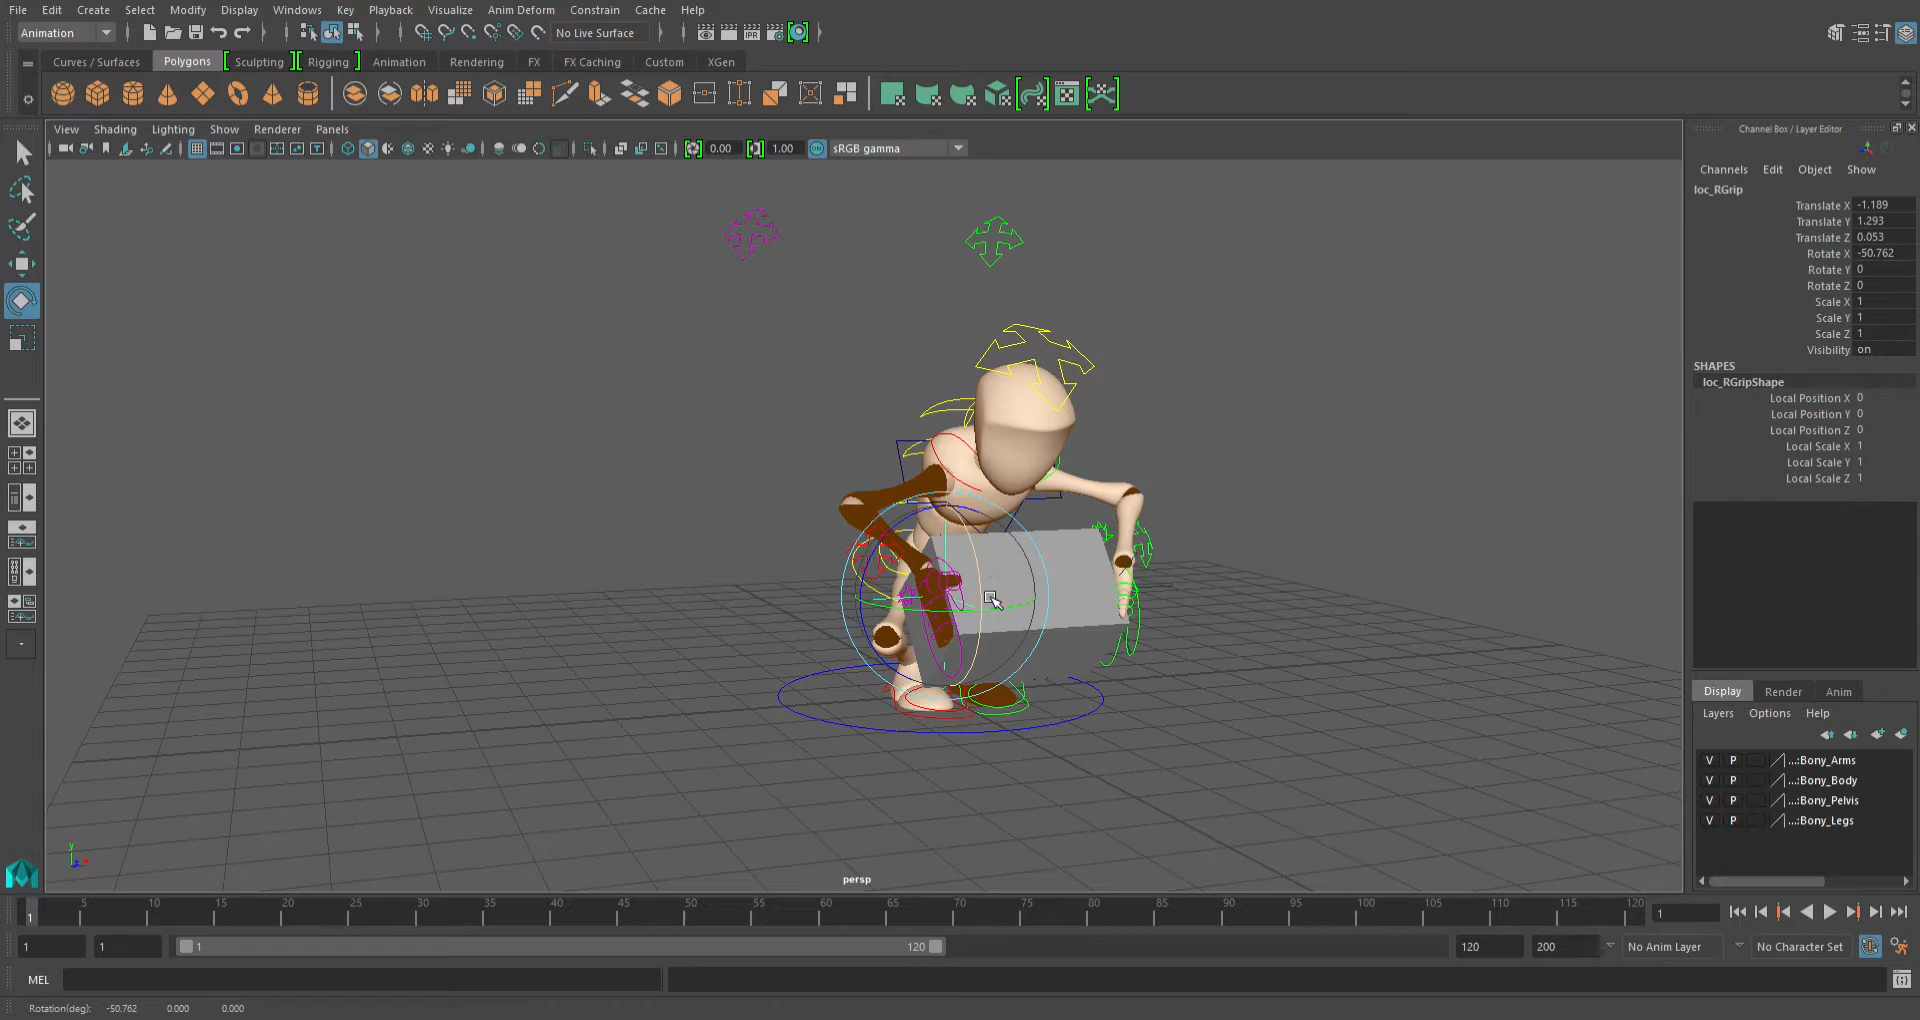 File Edit Create Select Modify Display Windows Key Playback Visualize Anim Deform Constrain Cache Help
Animation No Live Surface
Curves / Surfaces Polygons Sculpting Rigging Animation Rendering FX FX Caching Custom XGen
View Shading Lighting Show Renderer Panels
0.00 1.00 sRGB gamma
Channel Box / Layer Editor
Channels Edit Object Show
loc_RGrip
Translate X -1.189
Translate Y 1.293
Translate Z 0.053
Rotate X -50.762
Rotate Y 0
Rotate Z 0
Scale X 1
Scale Y 1
Scale Z 1
Visibility on
SHAPES
loc_RGripShape
Local Position X 0
Local Position Y 0
Local Position Z 0
Local Scale X 1
Local Scale Y 1
Local Scale Z 1
Display Render Anim
Layers Options Help
V P ...:Bony_Arms
V P ...:Bony_Body
V P ...:Bony_Pelvis
V P ...:Bony_Legs
y
z x
persp
1 5 10 15 20 25 30 35 40 45 50 55 60 65 70 75 80 85 90 95 100 105 110 115 120 1
1 1 1 120 120 200 No Anim Layer No Character Set
MEL
Rotation(deg): -50.762 0.000 0.000